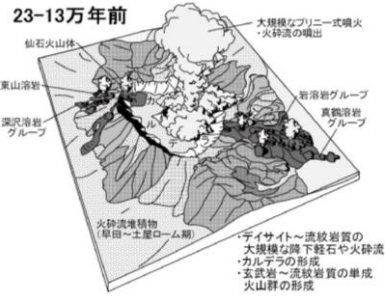 23-13万年前
大規模なプリニー式噴火
・火砕流の噴出
仙石火山体
東山溶岩
岩溶岩グループ
真鶴溶岩
グループ
深沢溶岩
グループ
カルデラ
火砕流堆積物
(早田～土屋ローム期)
・デイサイト～流紋岩質の
大規模な降下軽石や火砕流
・カルデラの形成
・玄武岩～流紋岩質の単成
火山群の形成